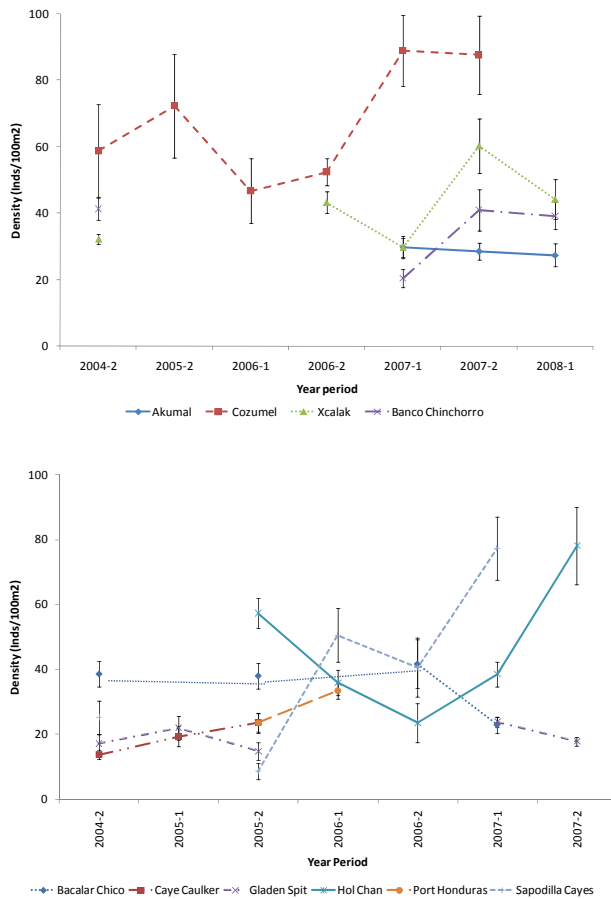 100
80
60
40
20
0
Density (Inds/100m2)
2004-2 2005-2 2006-1 2006-2 2007-1 2007-2 2008-1
Year period
Akumal Cozumel Xcalak Banco Chinchorro
100
80
60
40
20
0
Density (Inds/100m2)
2004-2 2005-1 2005-2 2006-1 2006-2 2007-1 2007-2
Year Period
Bacalar Chico Caye Caulker Gladen Spit Hol Chan Port Honduras Sapodilla Cayes